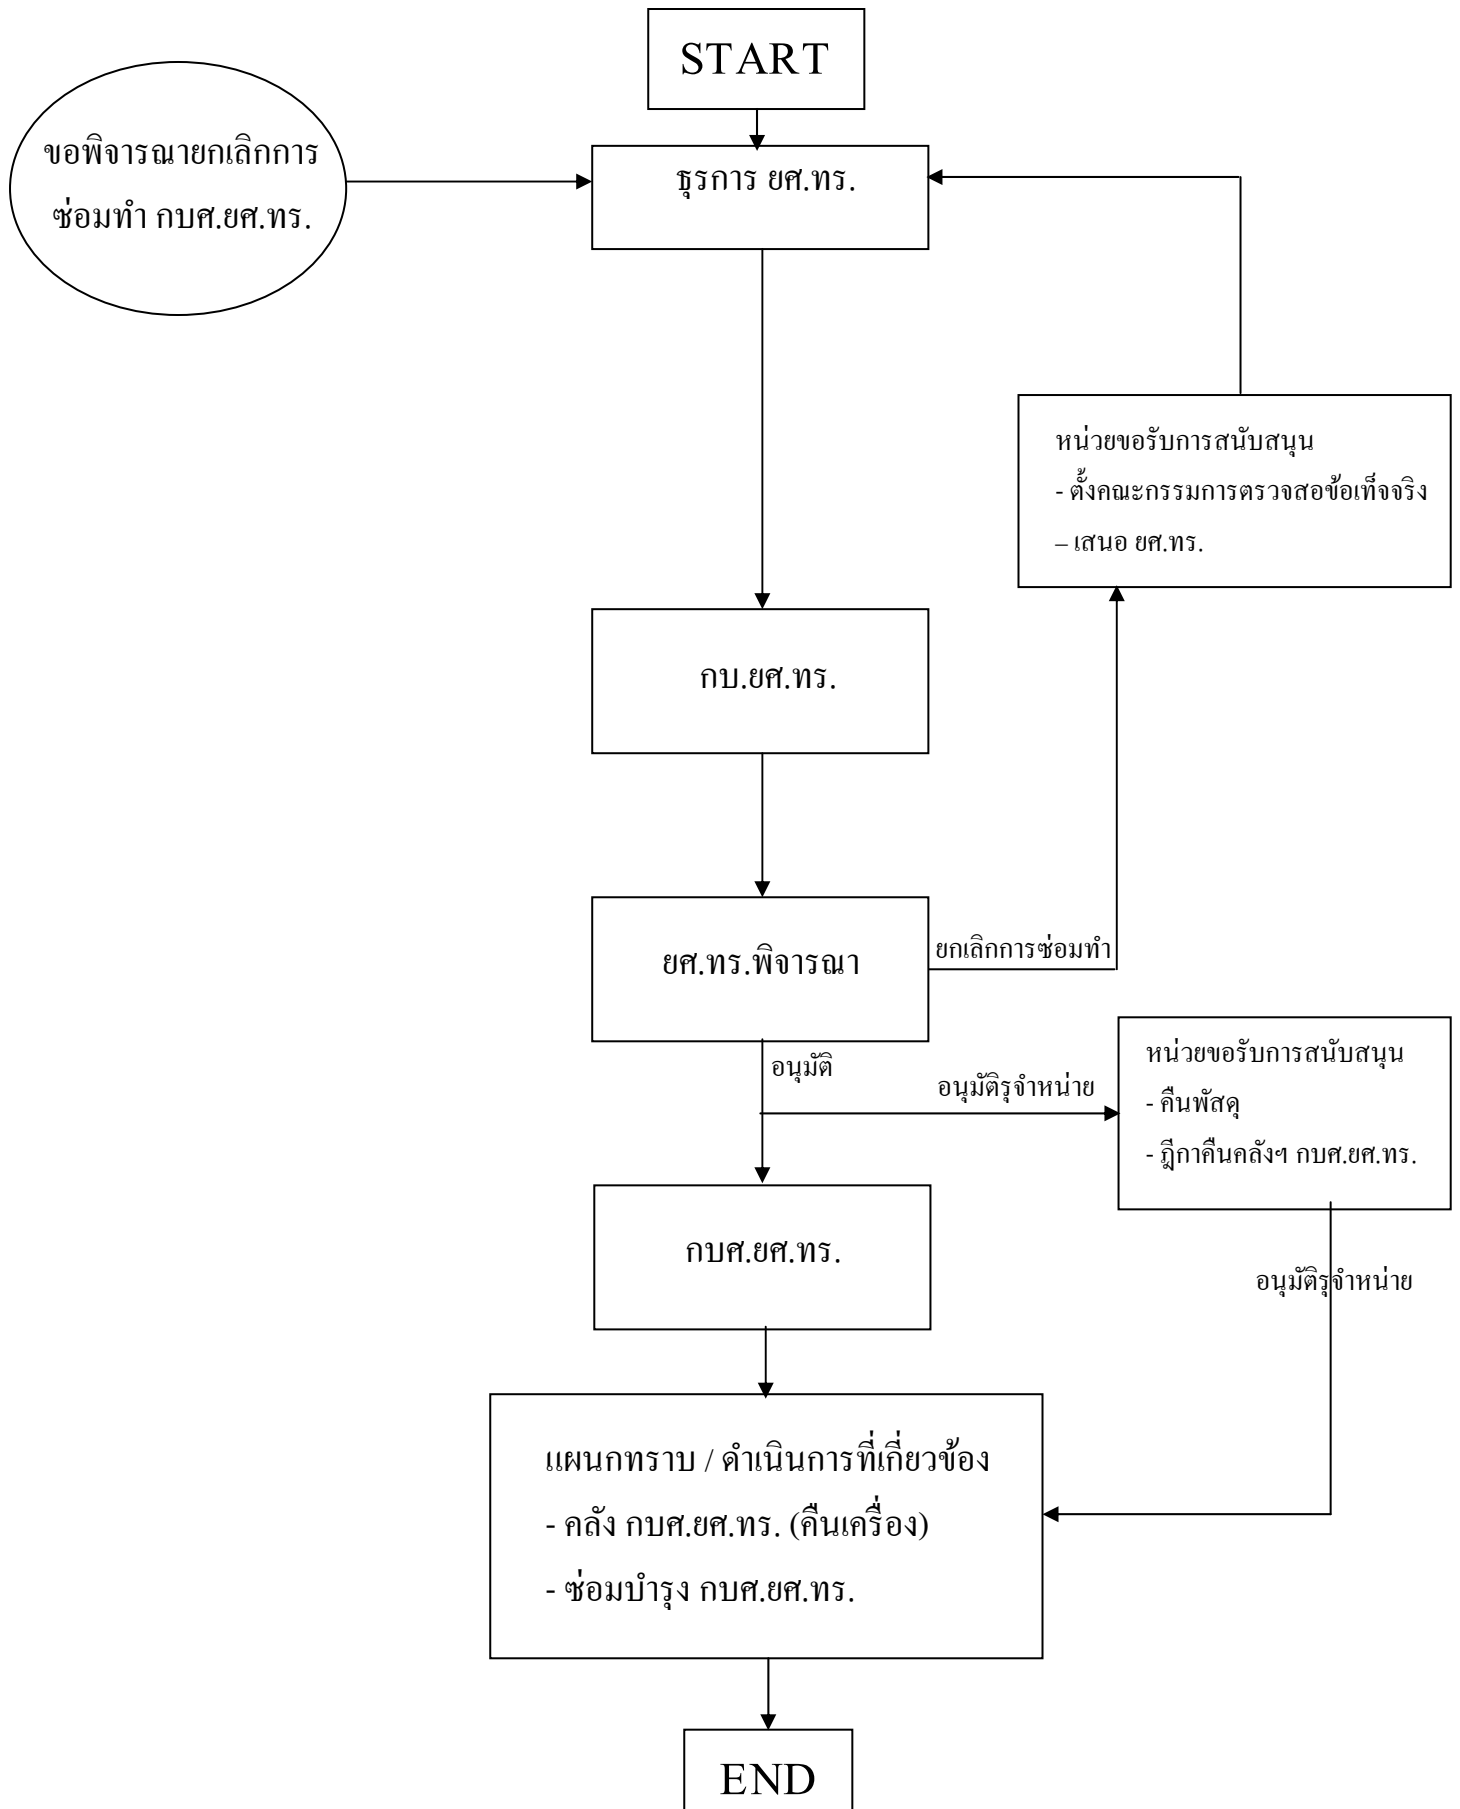 START
ขอพิจารณายกเลิกการ
ซ่อมทำ กบศ.ยศ.ทร.
ธุรการ ยศ.ทร.
หน่วยขอรับการสนับสนุน
- ตั้งคณะกรรมการตรวจสอข้อเท็จจริง
– เสนอ ยศ.ทร.
กบ.ยศ.ทร.
ยศ.ทร.พิจารณา
ยกเลิกการซ่อมทำ
อนุมัติ
อนุมัติรุจำหน่าย
หน่วยขอรับการสนับสนุน
- คืนพัสดุ
- ฎีกาคืนคลังฯ กบศ.ยศ.ทร.
กบศ.ยศ.ทร.
อนุมัติรุจำหน่าย
แผนกทราบ / ดำเนินการที่เกี่ยวข้อง
- คลัง กบศ.ยศ.ทร. (คืนเครื่อง)
- ซ่อมบำรุง กบศ.ยศ.ทร.
END